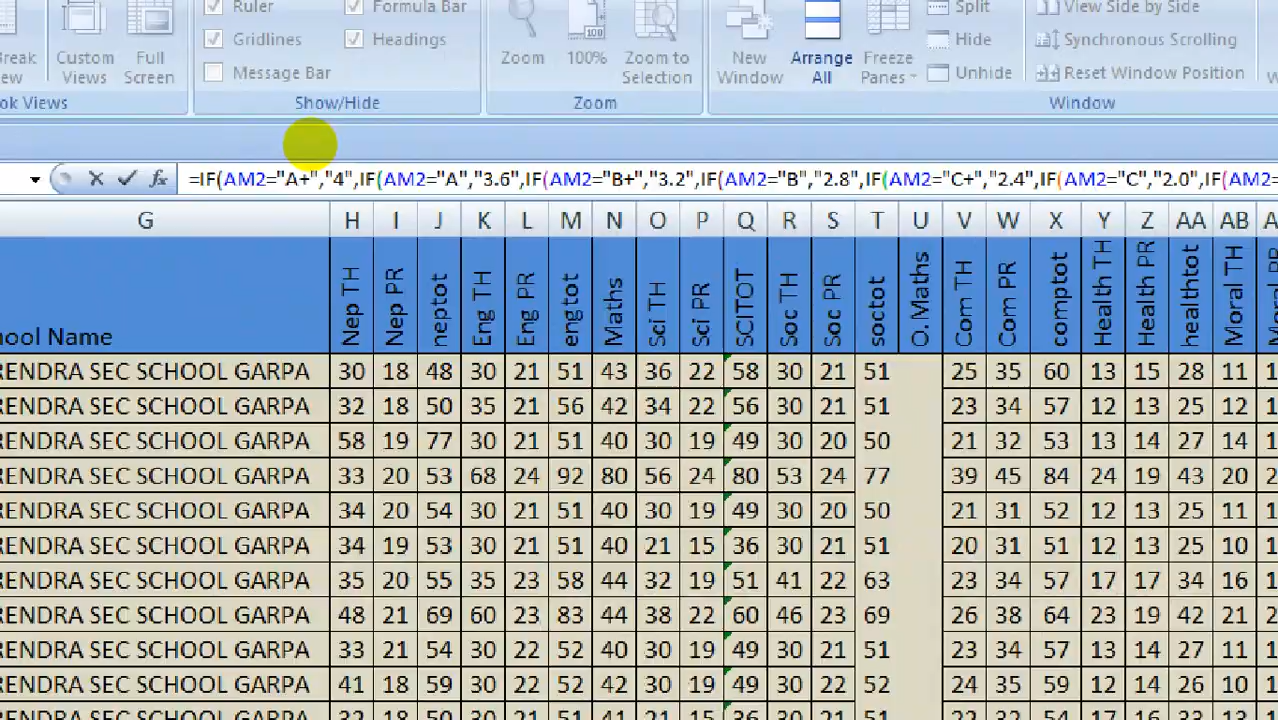 Ruler Formula Bar Split View Side by Side
Break Custom Full Gridlines Headings Zoom 100% Zoom to New Arrange Freeze Hide Synchronous Scrolling
Views Screen Message Bar Selection Window All Panes Unhide Reset Window Position
ok Views Show/Hide Zoom Window
=IF(AM2="A+","4",IF(AM2="A","3.6",IF(AM2="B+","3.2",IF(AM2="B","2.8",IF(AM2="C+","2.4",IF(AM2="C","2.0",IF(AM2=
G H I J K L M N O P Q R S T U V W X Y Z AA AB
hool Name Nep TH Nep PR neptot Eng TH Eng PR engtot Maths Sci TH Sci PR SCITOT Soc TH Soc PR soctot O.Maths Com TH Com PR comptot Health TH Health PR healthtot Moral TH
RENDRA SEC SCHOOL GARPA 30 18 48 30 21 51 43 36 22 58 30 21 51 25 35 60 13 15 28 11 1
RENDRA SEC SCHOOL GARPA 32 18 50 35 21 56 42 34 22 56 30 21 51 23 34 57 12 13 25 12 1
RENDRA SEC SCHOOL GARPA 58 19 77 30 21 51 40 30 19 49 30 20 50 21 32 53 13 14 27 14 1
RENDRA SEC SCHOOL GARPA 33 20 53 68 24 92 80 56 24 80 53 24 77 39 45 84 24 19 43 20 2
RENDRA SEC SCHOOL GARPA 34 20 54 30 21 51 40 30 19 49 30 20 50 21 31 52 12 13 25 11 1
RENDRA SEC SCHOOL GARPA 34 19 53 30 21 51 40 21 15 36 30 21 51 20 31 51 12 13 25 10 1
RENDRA SEC SCHOOL GARPA 35 20 55 35 23 58 44 32 19 51 41 22 63 23 34 57 17 17 34 16 1
RENDRA SEC SCHOOL GARPA 48 21 69 60 23 83 44 38 22 60 46 23 69 26 38 64 23 19 42 21 2
RENDRA SEC SCHOOL GARPA 33 21 54 30 22 52 40 30 19 49 30 21 51 23 34 57 13 14 27 11 1
RENDRA SEC SCHOOL GARPA 41 18 59 30 22 52 42 30 19 49 30 22 52 24 35 59 12 14 26 10 1